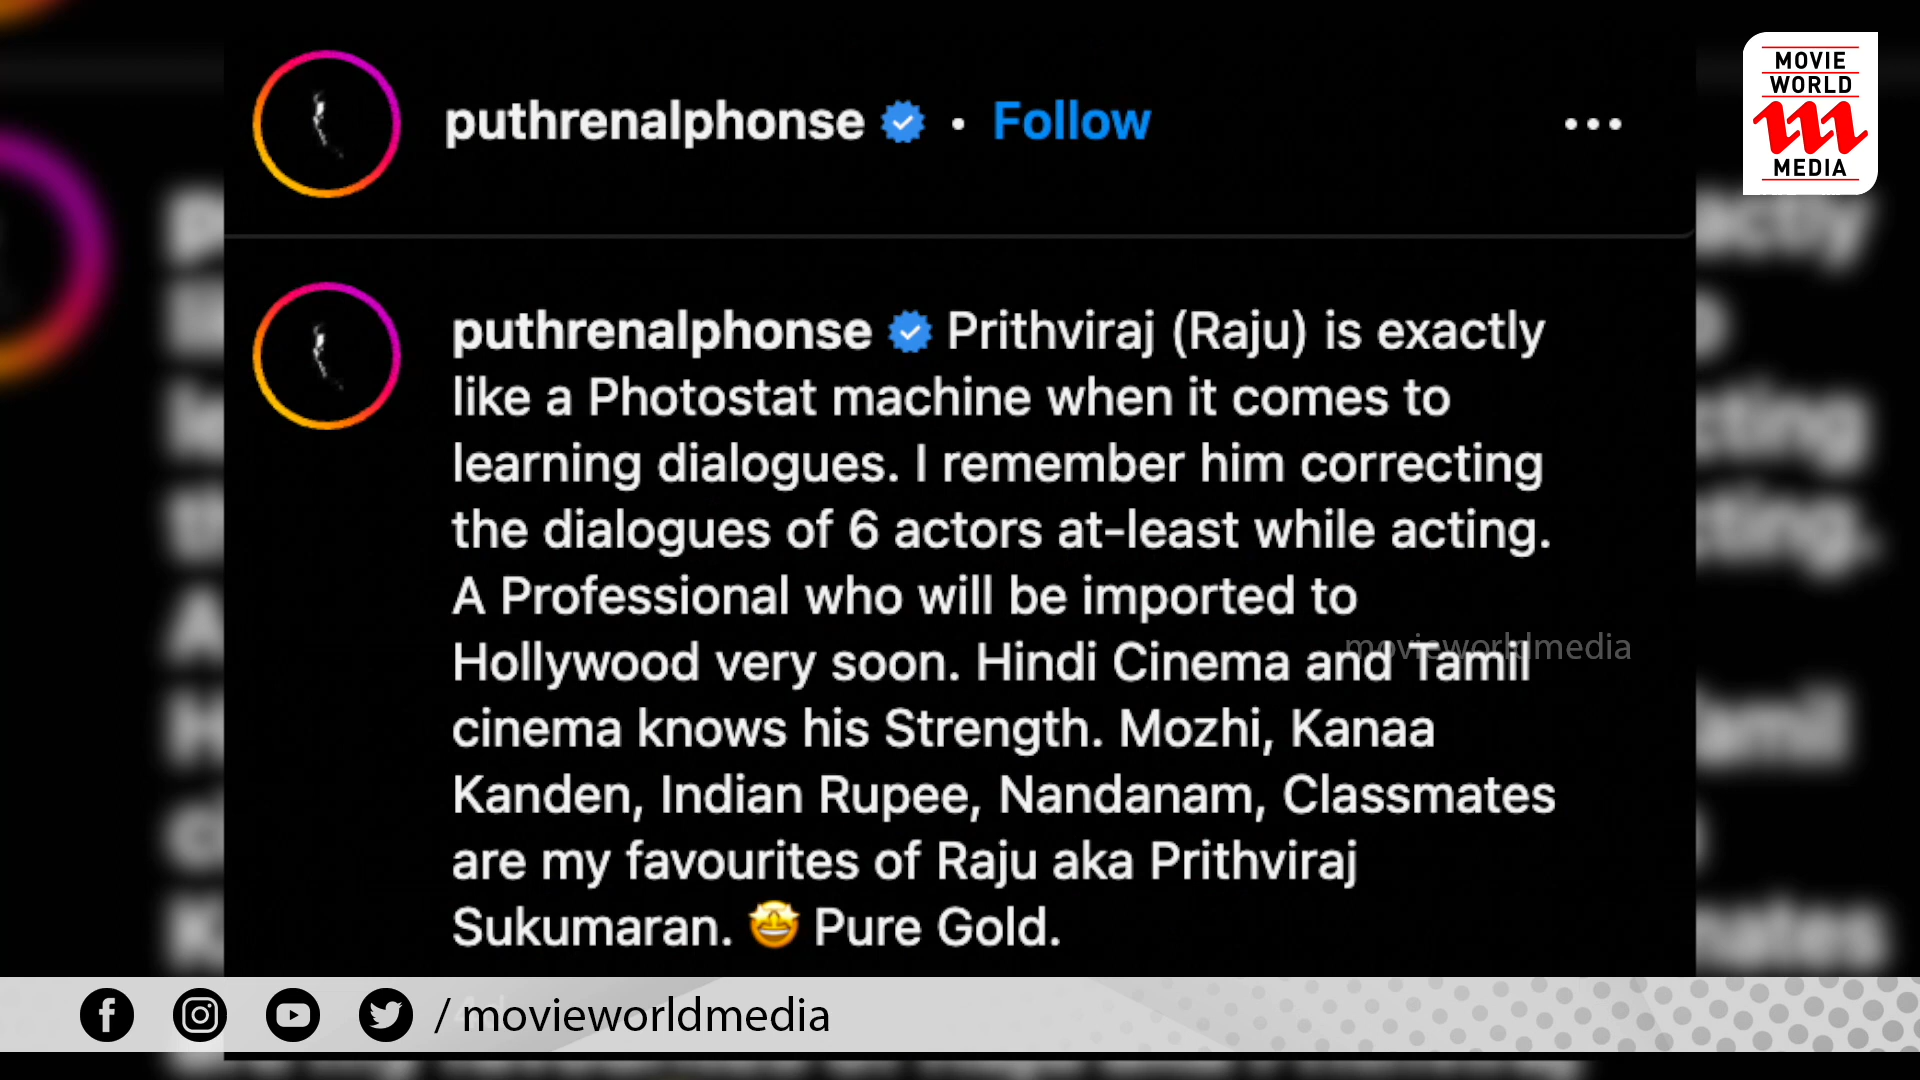 MOVIE
WORLD
MEDIA
puthrenalphonse • Follow •••
puthrenalphonse Prithviraj (Raju) is exactly
like a Photostat machine when it comes to
learning dialogues. I remember him correcting
the dialogues of 6 actors at-least while acting.
A Professional who will be imported to
Hollywood very soon. Hindi Cinema and Tamil
movieworldmedia
cinema knows his Strength. Mozhi, Kanaa
Kanden, Indian Rupee, Nandanam, Classmates
are my favourites of Raju aka Prithviraj
Sukumaran. 🤩 Pure Gold.
/ movieworldmedia